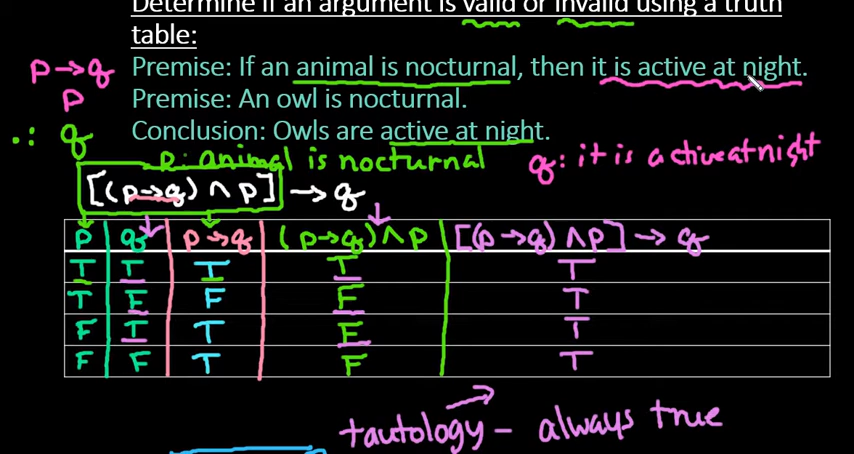 Determine if an argument is valid or invalid using a truth
table:
p → q Premise: If an animal is nocturnal, then it is active at night.
p Premise: An owl is nocturnal.
∴ q Conclusion: Owls are active at night.
p: animal is nocturnal q: it is active at night
[(p → q) ∧ p] → q
p q p → q (p → q) ∧ p [(p → q) ∧ p] → q
T T T T T
T F F F T
F T T F T
F F T F T
tautology – always true